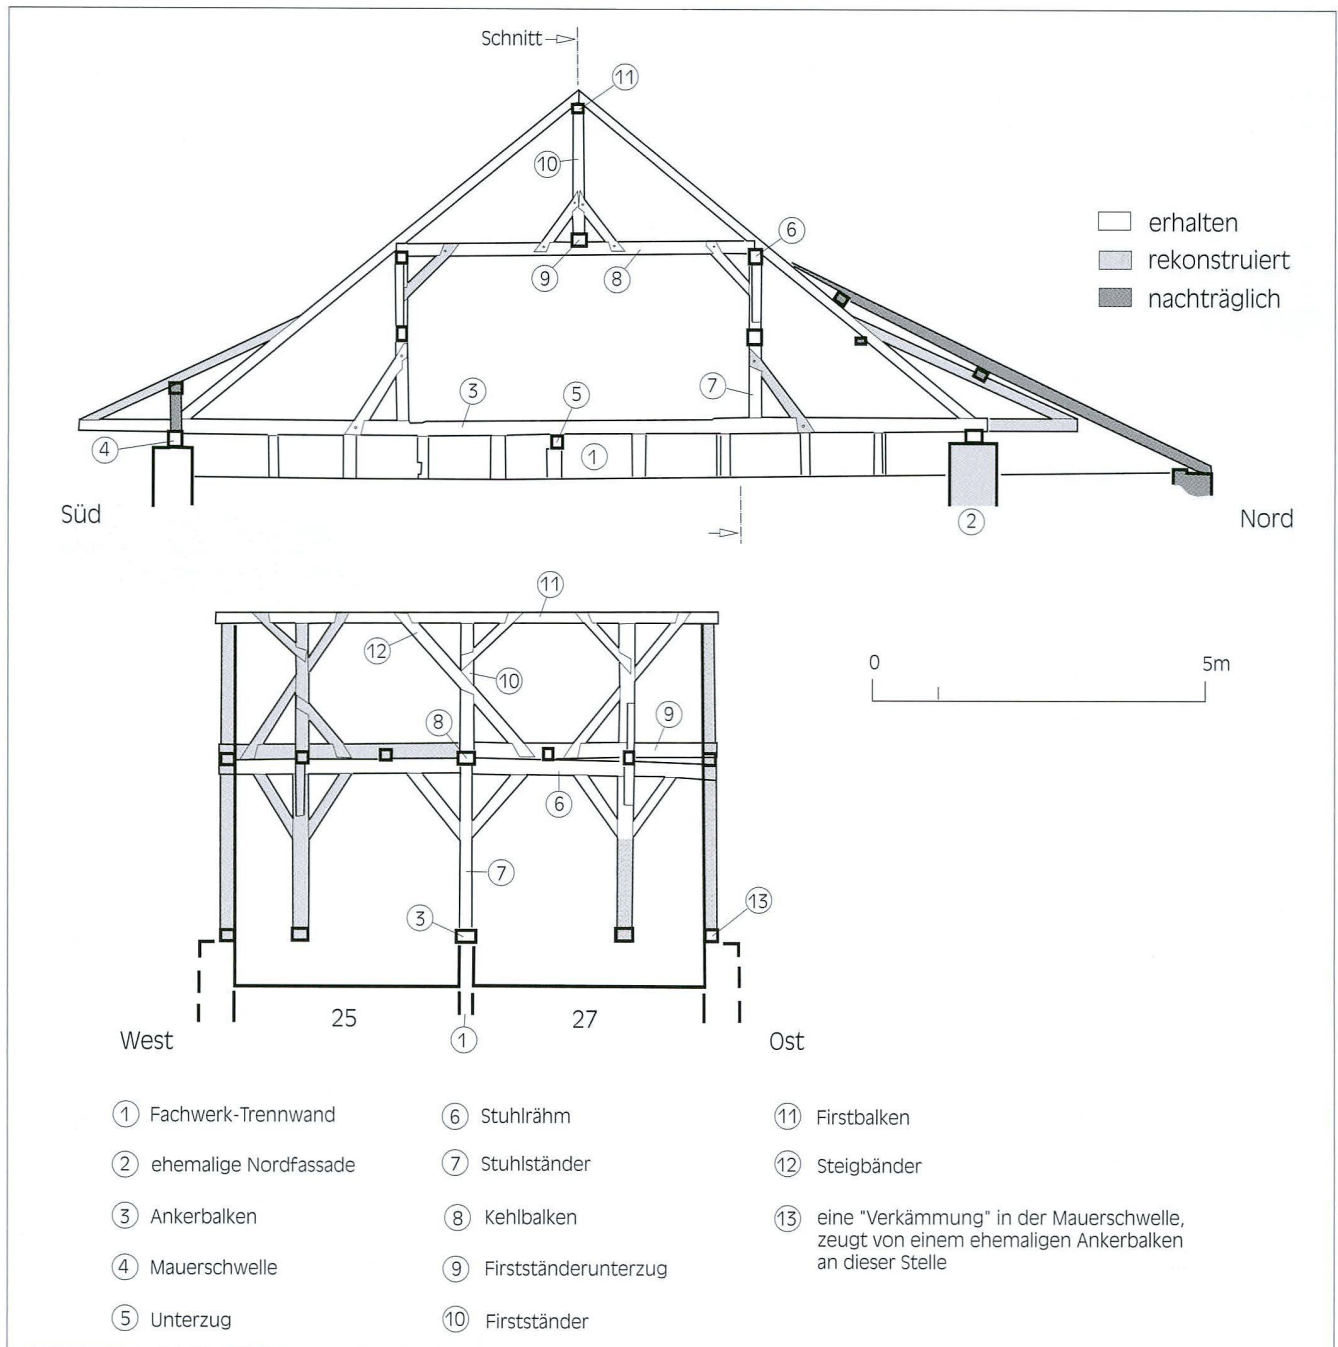 Schnitt
11
10
6
9
8
erhalten
rekonstruiert
nachträglich
3
5
7
4
1
Süd
2
Nord
11
12
10
8
9
6
0
5m
7
3
13
25
27
1
West
Ost
1 Fachwerk-Trennwand
2 ehemalige Nordfassade
3 Ankerbalken
4 Mauerschwelle
5 Unterzug
6 Stuhlrähm
7 Stuhlständer
8 Kehlbalken
9 Firstständerunterzug
10 Firstständer
11 Firstbalken
12 Steigbänder
13 eine "Verkämmung" in der Mauerschwelle,
zeugt von einem ehemaligen Ankerbalken
an dieser Stelle